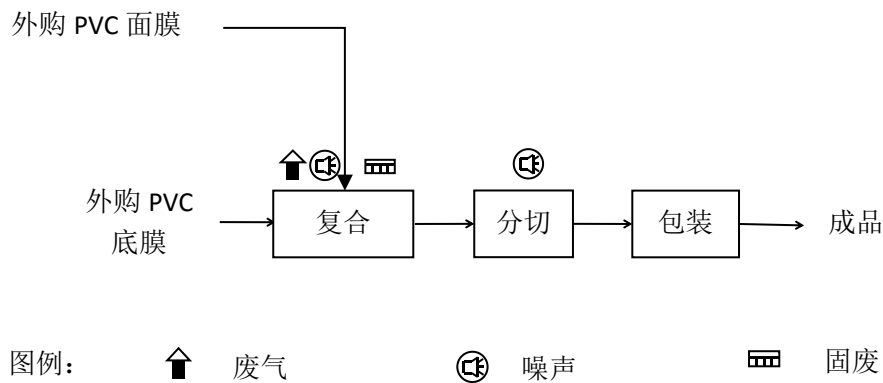 外购 PVC 面膜
外购 PVC
底膜
复合
分切
包装
成品
图例：
废气
噪声
固废